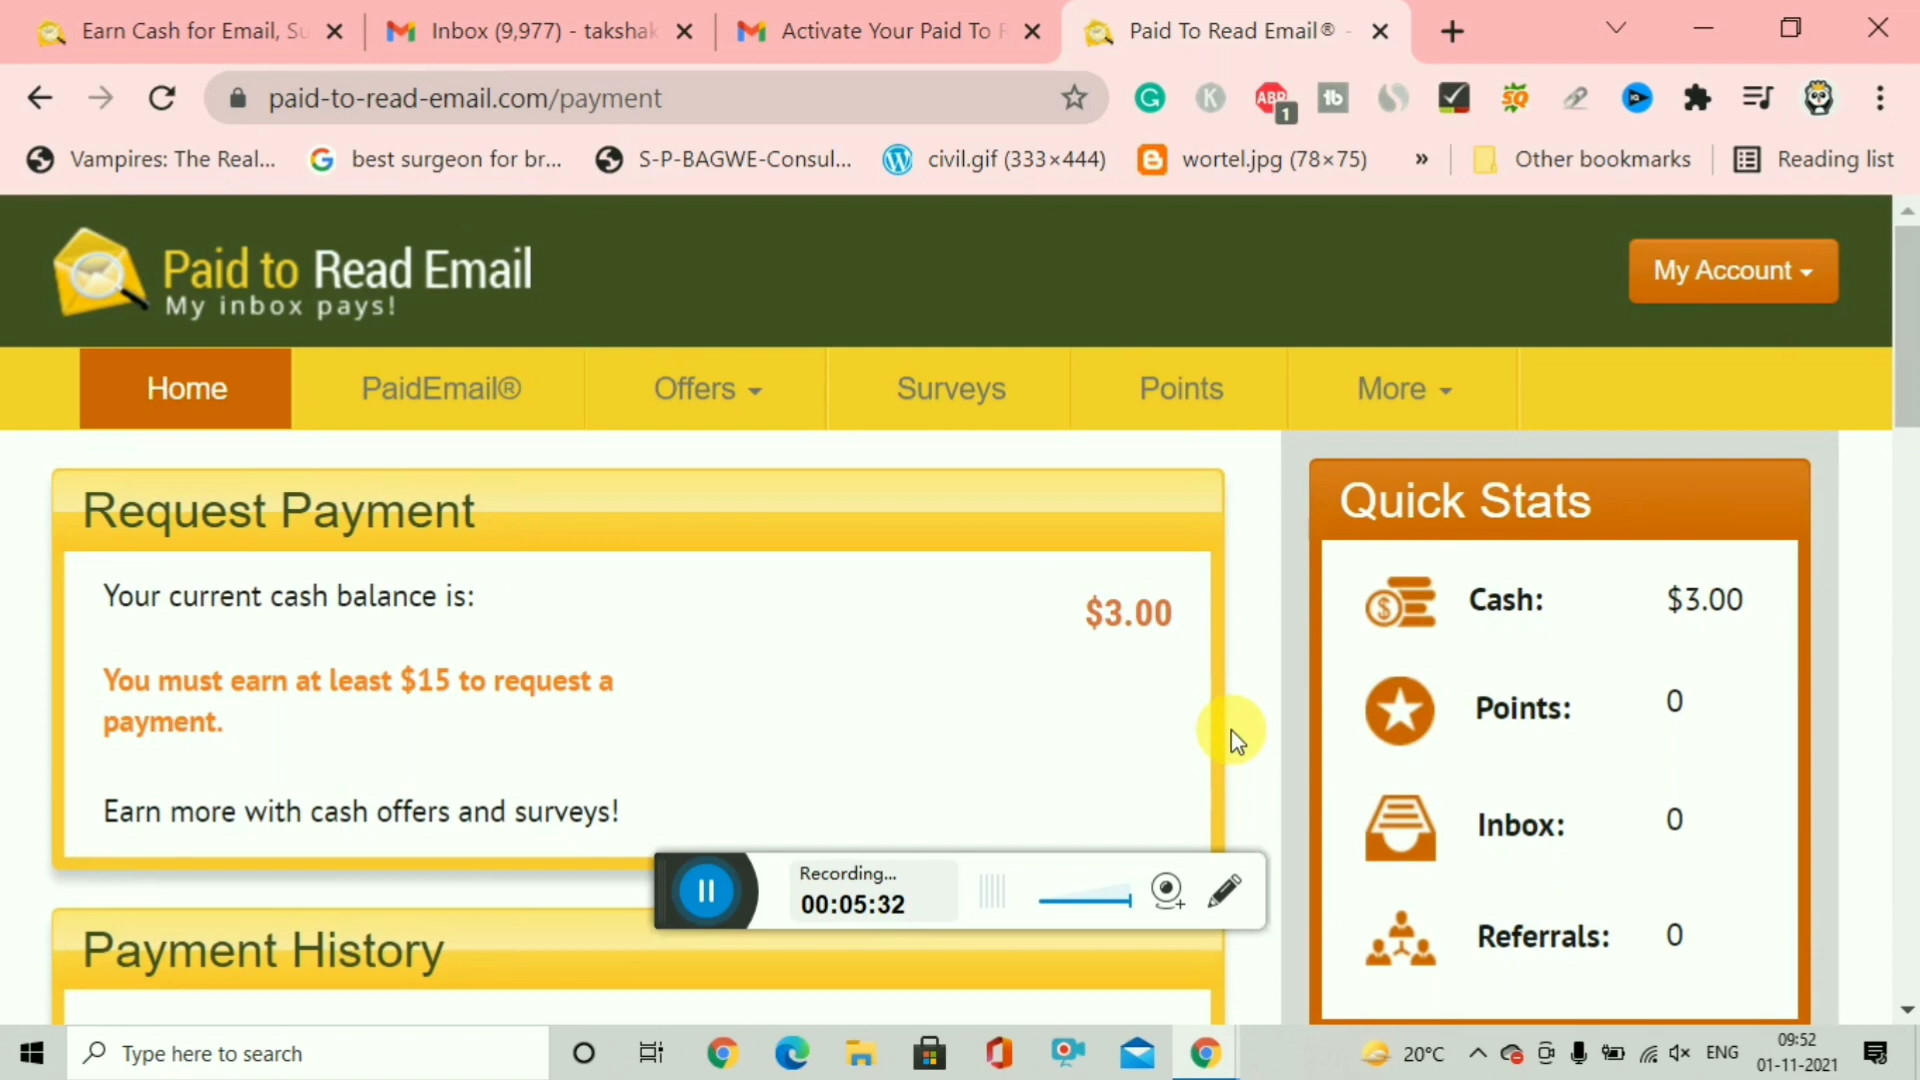 Earn Cash for Email, Su
Inbox (9,977) - takshak
Activate Your Paid To R
Paid To Read Email® -
paid-to-read-email.com/payment
ABP
1
tb
SQ
Vampires: The Real...
best surgeon for br...
S-P-BAGWE-Consul...
civil.gif (333×444)
wortel.jpg (78×75)
»
Other bookmarks
Reading list
Paid to Read Email
My inbox pays!
My Account
Home
PaidEmail®
Offers
Surveys
Points
More
Request Payment
Your current cash balance is:
$3.00
You must earn at least $15 to request a
payment.
Earn more with cash offers and surveys!
Quick Stats
Cash: $3.00
Points: 0
Inbox: 0
Referrals: 0
Recording...
00:05:32
Payment History
Type here to search
20°C
ENG
09:52
01-11-2021